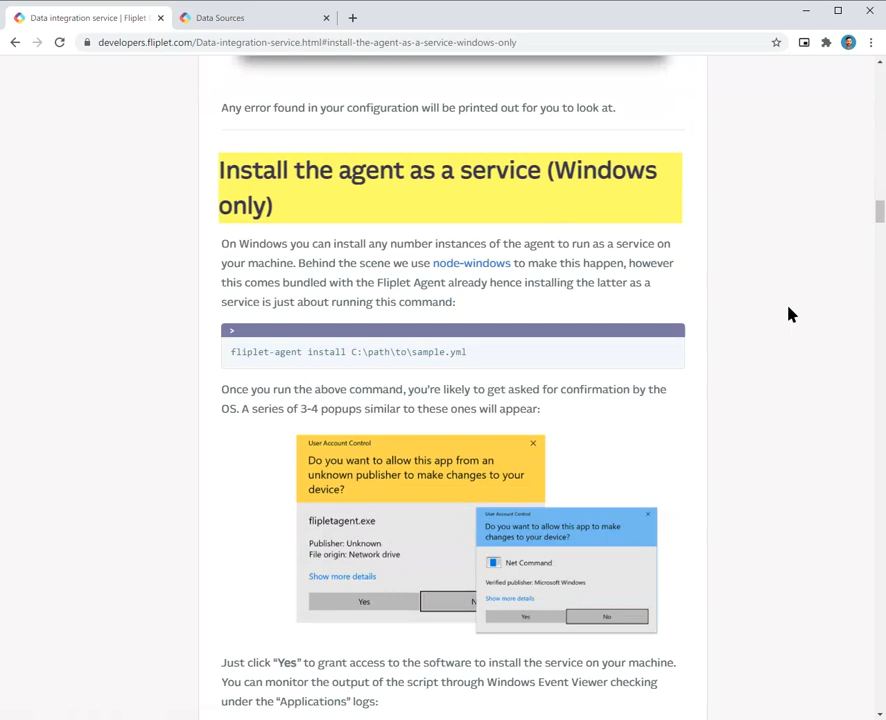 Data integration service | Fliplet
Data Sources
developers.fliplet.com/Data-integration-service.html#install-the-agent-as-a-service-windows-only
Any error found in your configuration will be printed out for you to look at.
Install the agent as a service (Windows
only)
On Windows you can install any number instances of the agent to run as a service on
your machine. Behind the scene we use node-windows to make this happen, however
this comes bundled with the Fliplet Agent already hence installing the latter as a
service is just about running this command:
>
fliplet-agent install C:\path\to\sample.yml
Once you run the above command, you're likely to get asked for confirmation by the
OS. A series of 3-4 popups similar to these ones will appear:
User Account Control
Do you want to allow this app from an
unknown publisher to make changes to your
device?
flipletagent.exe
Publisher: Unknown
File origin: Network drive
Show more details
Yes
N
User Account Control
Do you want to allow this app to make
changes to your device?
Net Command
Verified publisher: Microsoft Windows
Show more details
Yes
No
Just click “Yes” to grant access to the software to install the service on your machine.
You can monitor the output of the script through Windows Event Viewer checking
under the “Applications” logs: